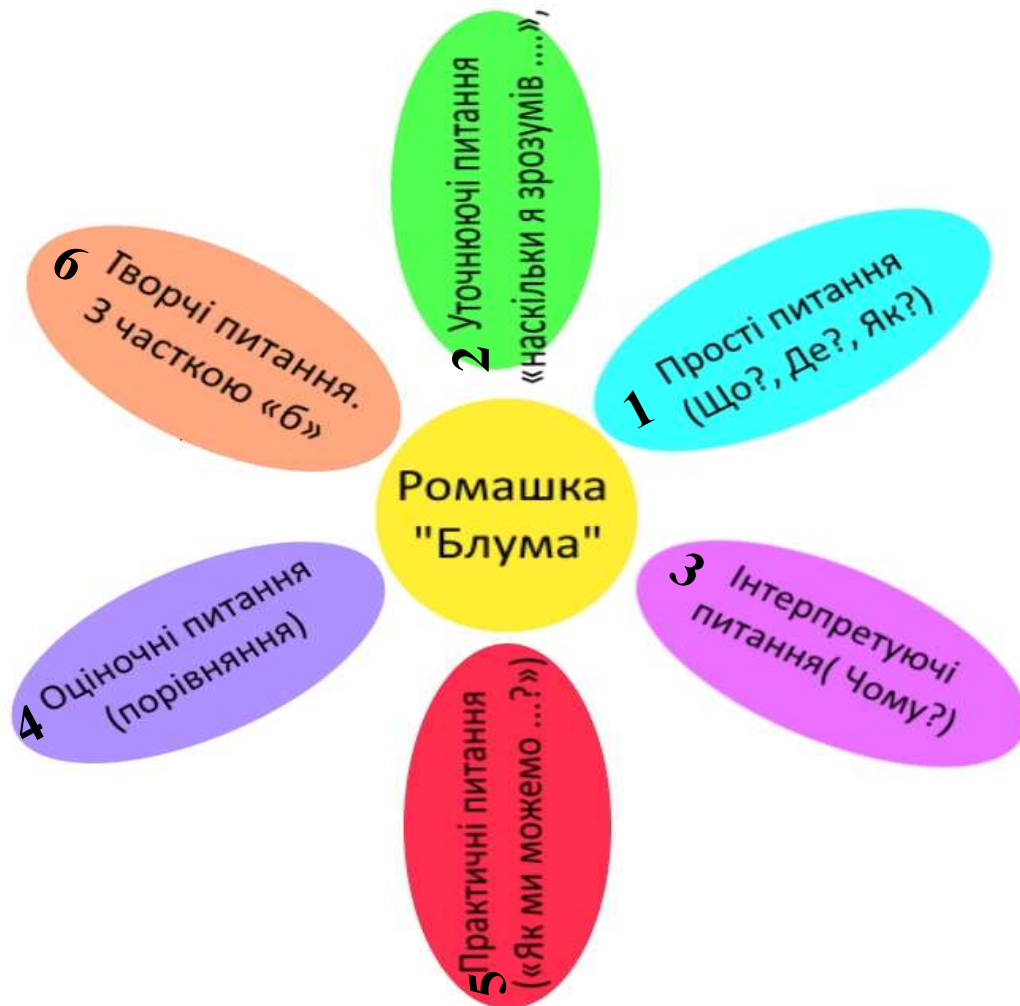 Ромашка
"Блума"
1 Прості питання
(Що?, Де?, Як?)
2 Уточнюючі питання
«наскільки я зрозумів ....»,
3 Інтерпретуючі
питання( Чому?)
4 Оціночні питання
(порівняння)
5 Практичні питання
(«Як ми можемо ...?»)
6 Творчі питання.
З часткою «б»